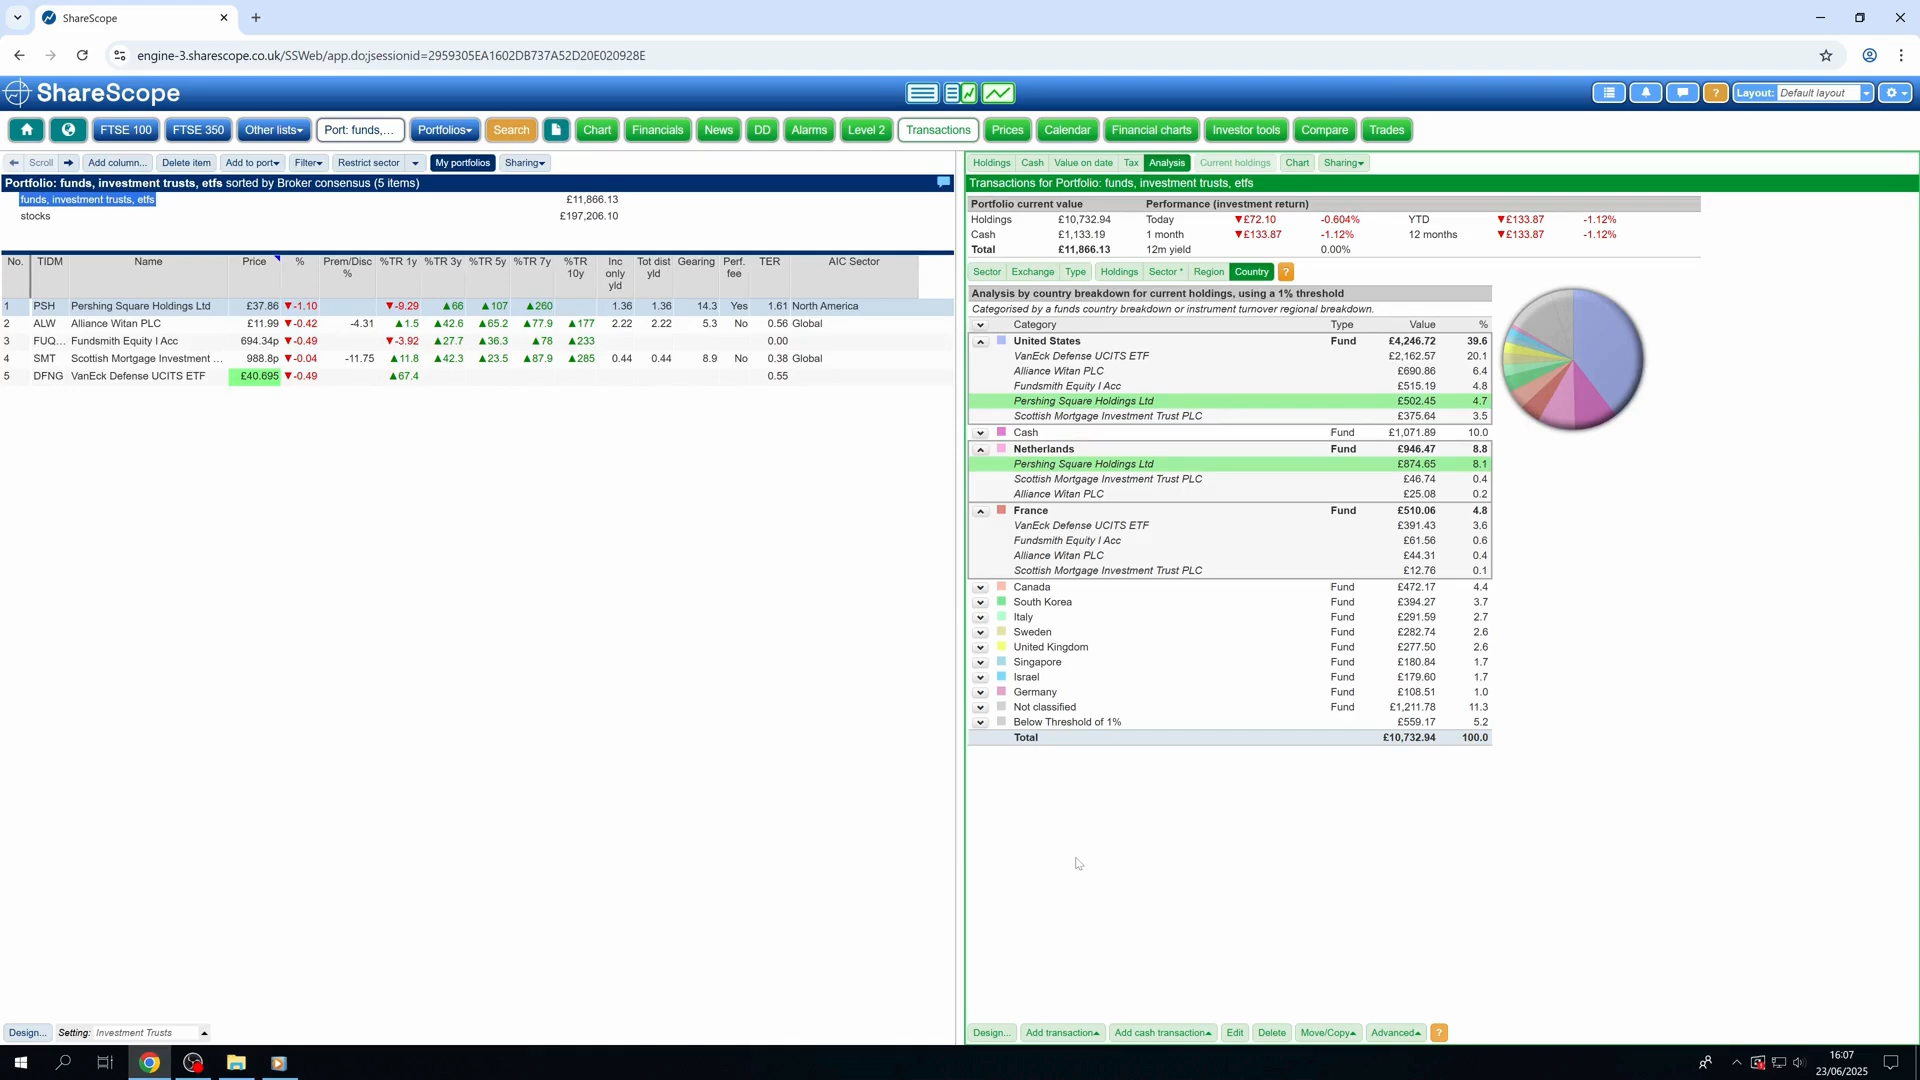 ShareScope
engine-3.sharescope.co.uk/SSWeb/app.do;jsessionid=2959305EA1602DB737A52D20E020928E
ShareScope
Layout: Default layout
FTSE 100 FTSE 350 Other lists Port: funds,... Portfolios Search Chart Financials News DD Alarms Level 2 Transactions Prices Calendar Financial charts Investor tools Compare Trades
Scroll Add column... Delete item Add to port Filter Restrict sector My portfolios Sharing
Portfolio: funds, investment trusts, etfs sorted by Broker consensus (5 items)
funds, investment trusts, etfs £11,866.13
stocks £197,206.10
No. TIDM Name Price % Prem/Disc % %TR 1y %TR 3y %TR 5y %TR 7y %TR 10y Inc only yld Tot dist yld Gearing Perf. fee TER AIC Sector
1 PSH Pershing Square Holdings Ltd £37.86 ▼-1.10 ▼-9.29 ▲66 ▲107 ▲260 1.36 1.36 14.3 Yes 1.61 North America
2 ALW Alliance Witan PLC £11.99 ▼-0.42 -4.31 ▲1.5 ▲42.6 ▲65.2 ▲77.9 ▲177 2.22 2.22 5.3 No 0.56 Global
3 FUQ... Fundsmith Equity I Acc 694.34p ▼-0.49 ▼-3.92 ▲27.7 ▲36.3 ▲78 ▲233 0.00
4 SMT Scottish Mortgage Investment ... 988.8p ▼-0.04 -11.75 ▲11.8 ▲42.3 ▲23.5 ▲87.9 ▲285 0.44 0.44 8.9 No 0.38 Global
5 DFNG VanEck Defense UCITS ETF £40.695 ▼-0.49 ▲67.4 0.55
Design... Setting: Investment Trusts
Holdings Cash Value on date Tax Analysis Current holdings Chart Sharing
Transactions for Portfolio: funds, investment trusts, etfs
Portfolio current value Performance (investment return)
Holdings £10,732.94 Today ▼£72.10 -0.604% YTD ▼£133.87 -1.12%
Cash £1,133.19 1 month ▼£133.87 -1.12% 12 months ▼£133.87 -1.12%
Total £11,866.13 12m yield 0.00%
Sector Exchange Type Holdings Sector * Region Country ?
Analysis by country breakdown for current holdings, using a 1% threshold
Categorised by a funds country breakdown or instrument turnover regional breakdown.
Category Type Value %
United States Fund £4,246.72 39.6
VanEck Defense UCITS ETF £2,162.57 20.1
Alliance Witan PLC £690.86 6.4
Fundsmith Equity I Acc £515.19 4.8
Pershing Square Holdings Ltd £502.45 4.7
Scottish Mortgage Investment Trust PLC £375.64 3.5
Cash Fund £1,071.89 10.0
Netherlands Fund £946.47 8.8
Pershing Square Holdings Ltd £874.65 8.1
Scottish Mortgage Investment Trust PLC £46.74 0.4
Alliance Witan PLC £25.08 0.2
France Fund £510.06 4.8
VanEck Defense UCITS ETF £391.43 3.6
Fundsmith Equity I Acc £61.56 0.6
Alliance Witan PLC £44.31 0.4
Scottish Mortgage Investment Trust PLC £12.76 0.1
Canada Fund £472.17 4.4
South Korea Fund £394.27 3.7
Italy Fund £291.59 2.7
Sweden Fund £282.74 2.6
United Kingdom Fund £277.50 2.6
Singapore Fund £180.84 1.7
Israel Fund £179.60 1.7
Germany Fund £108.51 1.0
Not classified Fund £1,211.78 11.3
Below Threshold of 1% £559.17 5.2
Total £10,732.94 100.0
Design... Add transaction Add cash transaction Edit Delete Move/Copy Advanced ?
16:07
23/06/2025